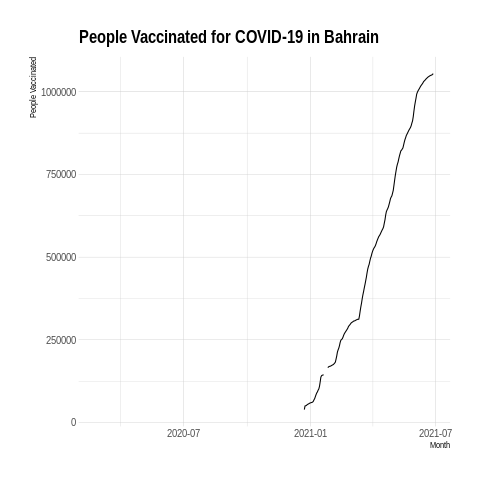 People Vaccinated for COVID-19 in Bahrain
People Vaccinated
1000000
750000
500000
250000
0
2020-07
2021-01
2021-07
Month